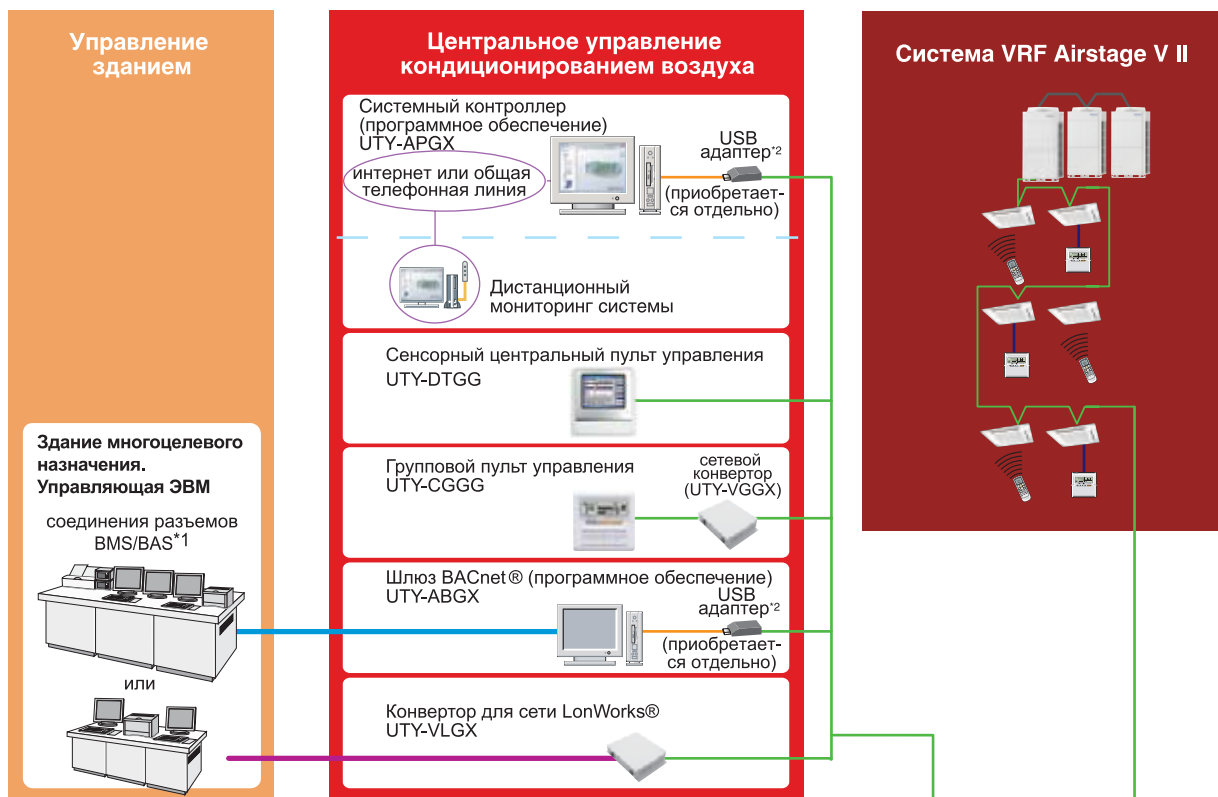 Управление
зданием
Здание многоцелевого
назначения.
Управляющая ЭВМ
соединения разъемов
BMS/BAS*1
или
Центральное управление
кондиционированием воздуха
Системный контроллер
(программное обеспечение)
UTY-APGX
интернет или общая
телефонная линия
USB
адаптер*2
(приобретает-
ся отдельно)
Дистанционный
мониторинг системы
Сенсорный центральный пульт управления
UTY-DTGG
Групповой пульт управления
UTY-CGGG
сетевой
конвертор
(UTY-VGGX)
Шлюз BACnet® (программное обеспечение)
UTY-ABGX
USB
адаптер*2
(приобретает-
ся отдельно)
Конвертор для сети LonWorks®
UTY-VLGX
Система VRF Airstage V II